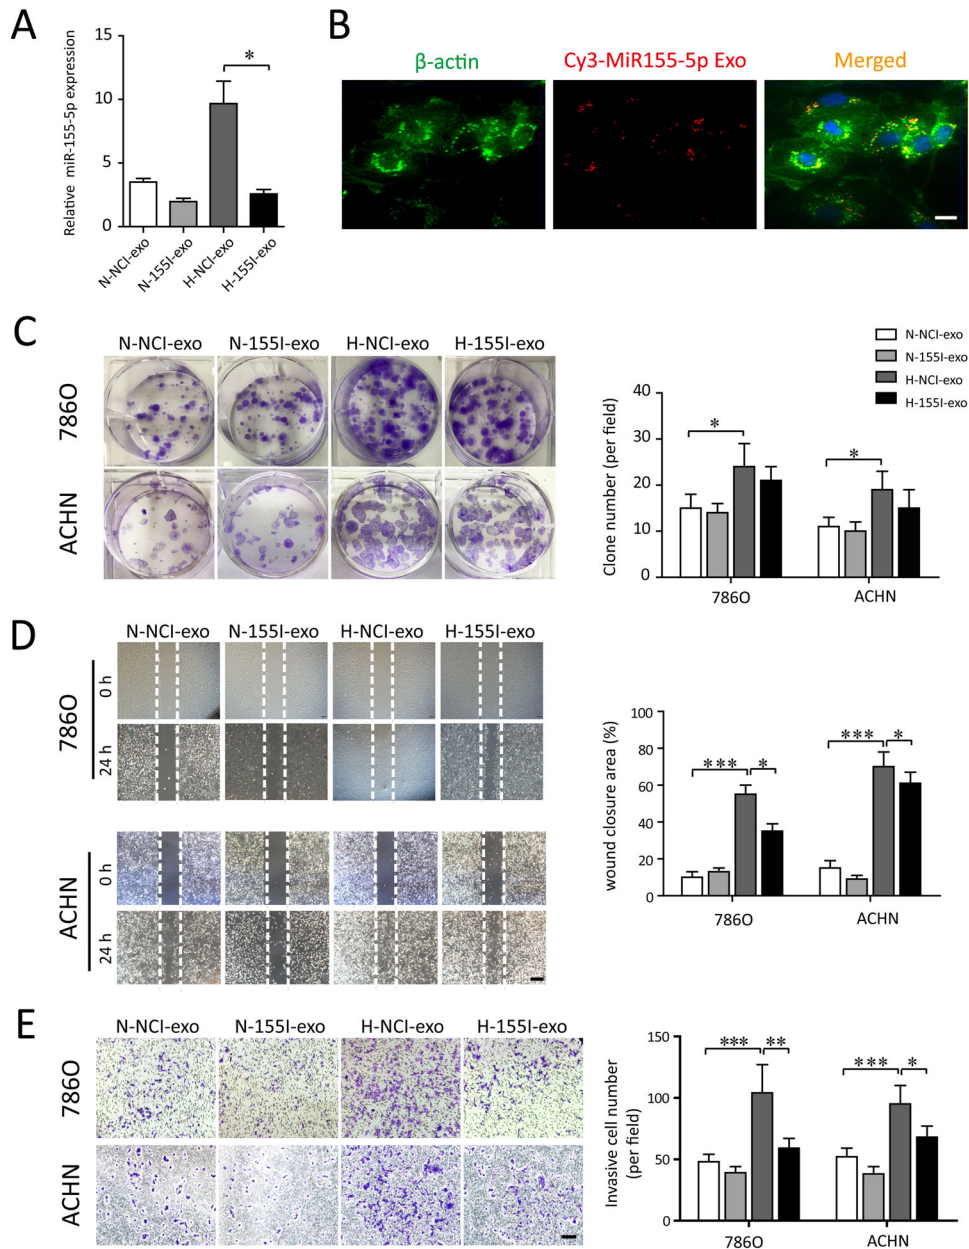 A
Relative miR-155-5p expression
15
10
5
0
*
N-NCI-exo
N-155I-exo
H-NCI-exo
H-155I-exo
B
β-actin
Cy3-MiR155-5p Exo
Merged
C
N-NCI-exo
N-155I-exo
H-NCI-exo
H-155I-exo
786O
ACHN
N-NCI-exo
N-155I-exo
H-NCI-exo
H-155I-exo
Clone number (per field)
40
30
20
10
0
*
*
786O
ACHN
D
N-NCI-exo
N-155I-exo
H-NCI-exo
H-155I-exo
786O
0 h
24 h
ACHN
0 h
24 h
wound closure area (%)
100
80
60
40
20
0
***
*
***
*
786O
ACHN
E
N-NCI-exo
N-155I-exo
H-NCI-exo
H-155I-exo
786O
ACHN
Invasive cell number
(per field)
150
100
50
0
***
**
***
*
786O
ACHN